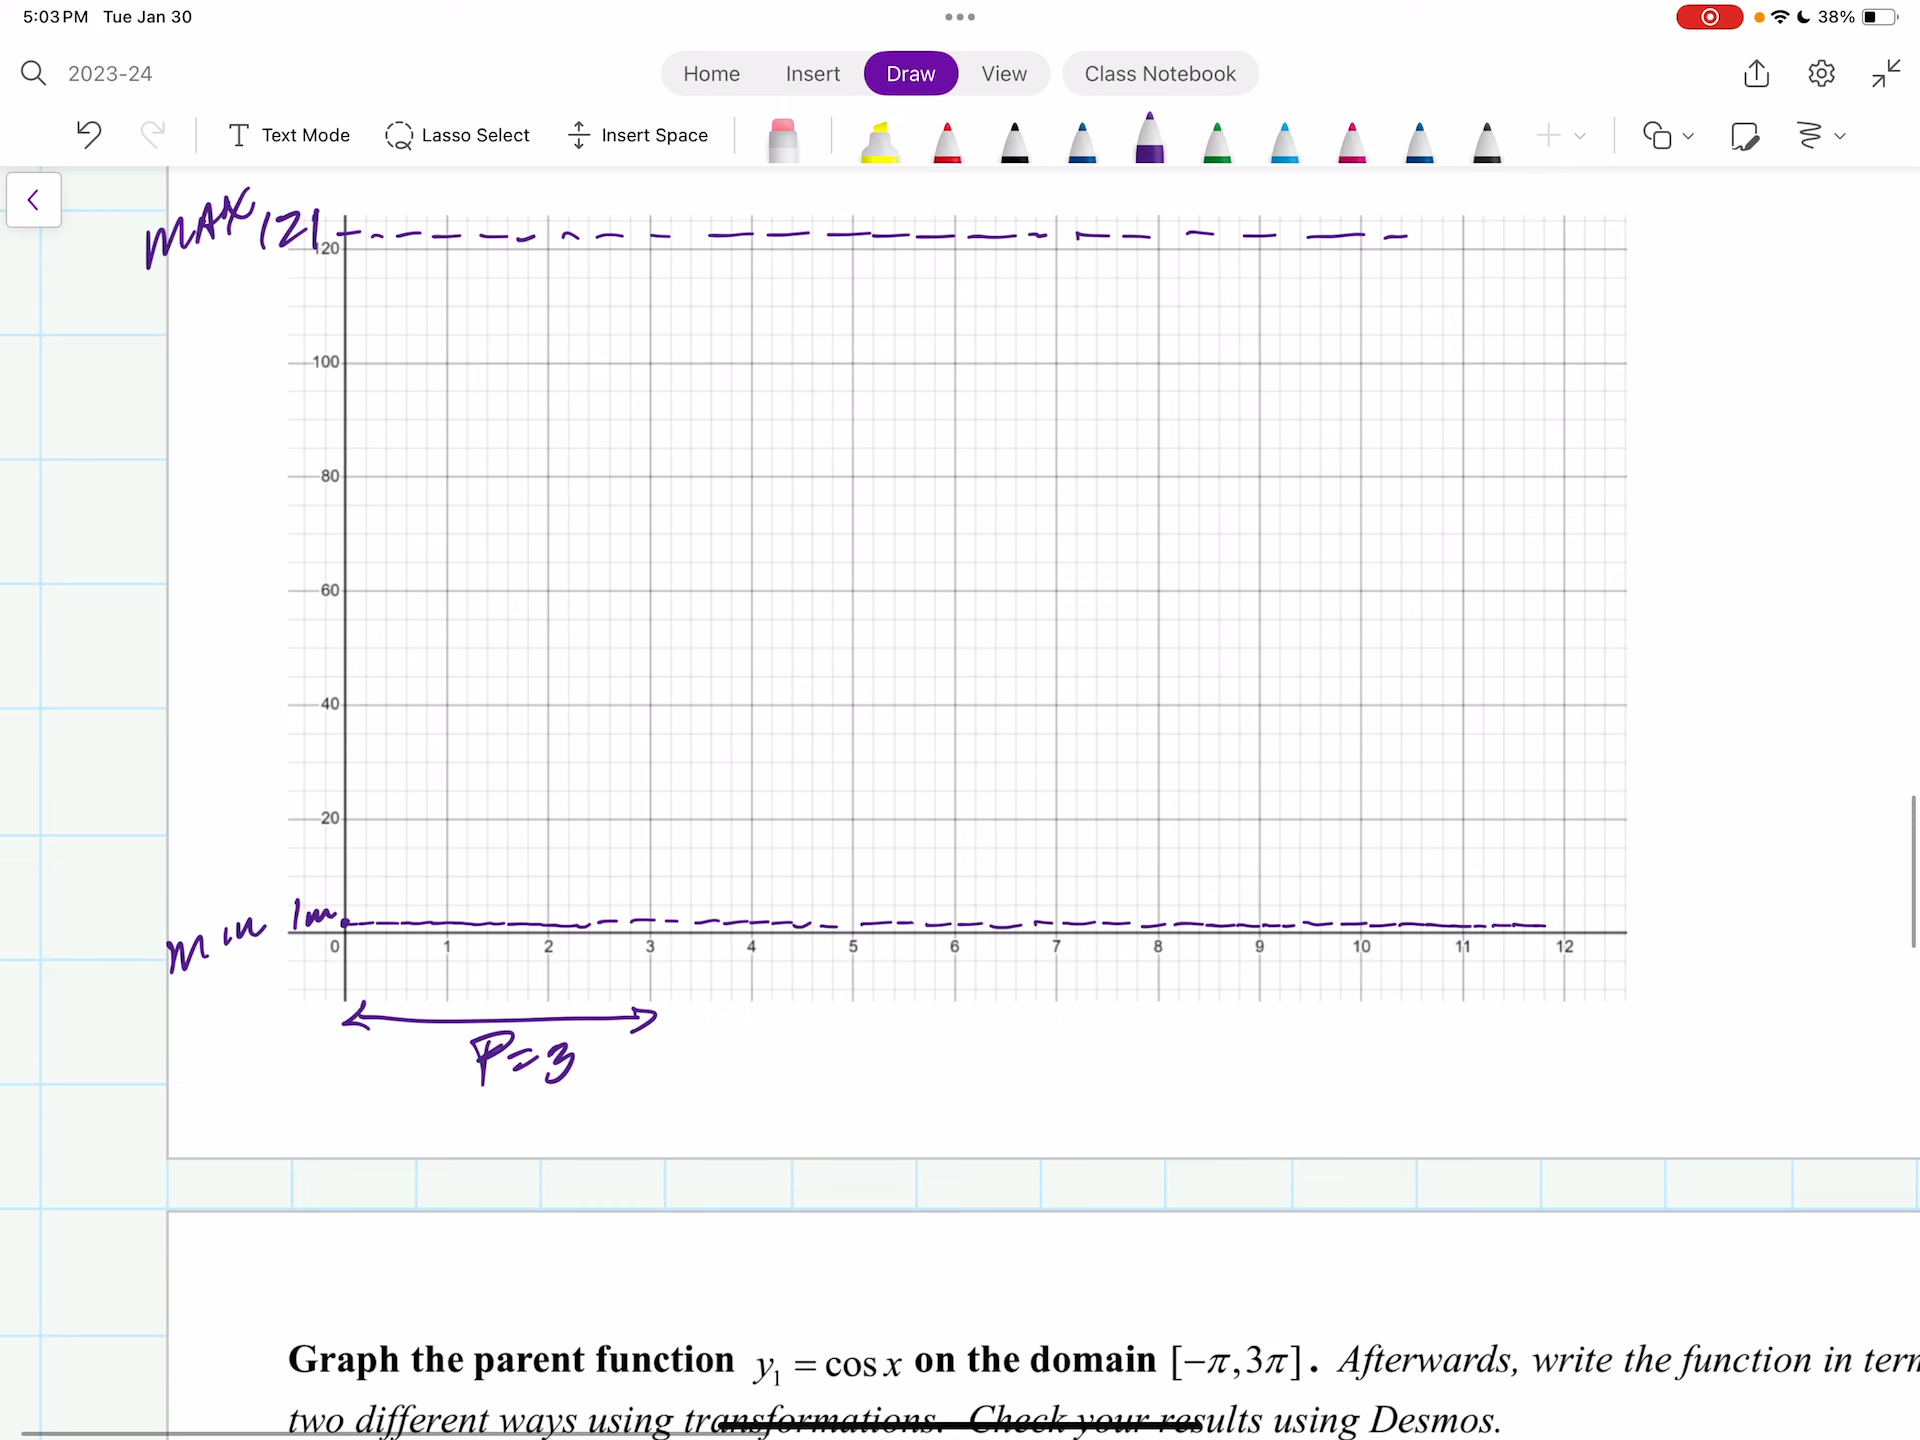 5:03 PM Tue Jan 30
38%
2023-24
Home Insert Draw View Class Notebook
Text Mode Lasso Select Insert Space
MAX 121
120
100
80
60
40
20
min 1m
0 1 2 3 4 5 6 7 8 9 10 11 12
P=3
Graph the parent function y₁ = cos x on the domain [−π,3π]. Afterwards, write the function in
two different ways using transformations. Check your results using Desmos.